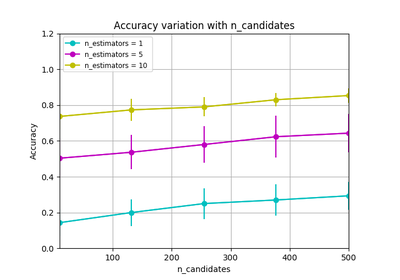 Accuracy variation with n_candidates
1.2
1.0
0.8
0.6
0.4
0.2
0.0
Accuracy
n_estimators = 1
n_estimators = 5
n_estimators = 10
100
200
300
400
500
n_candidates